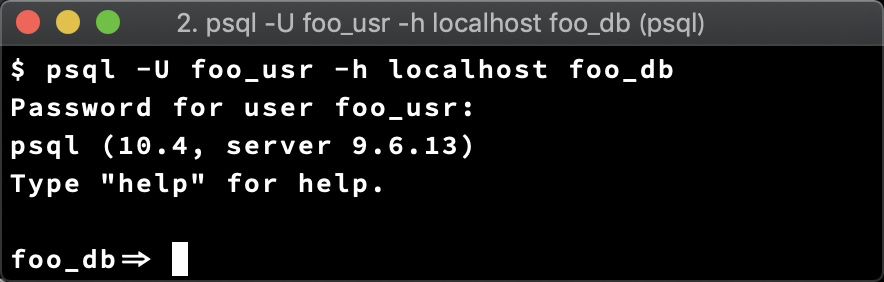 2. psql -U foo_usr -h localhost foo_db (psql)
$ psql -U foo_usr -h localhost foo_db
Password for user foo_usr:
psql (10.4, server 9.6.13)
Type "help" for help.
foo_db=>